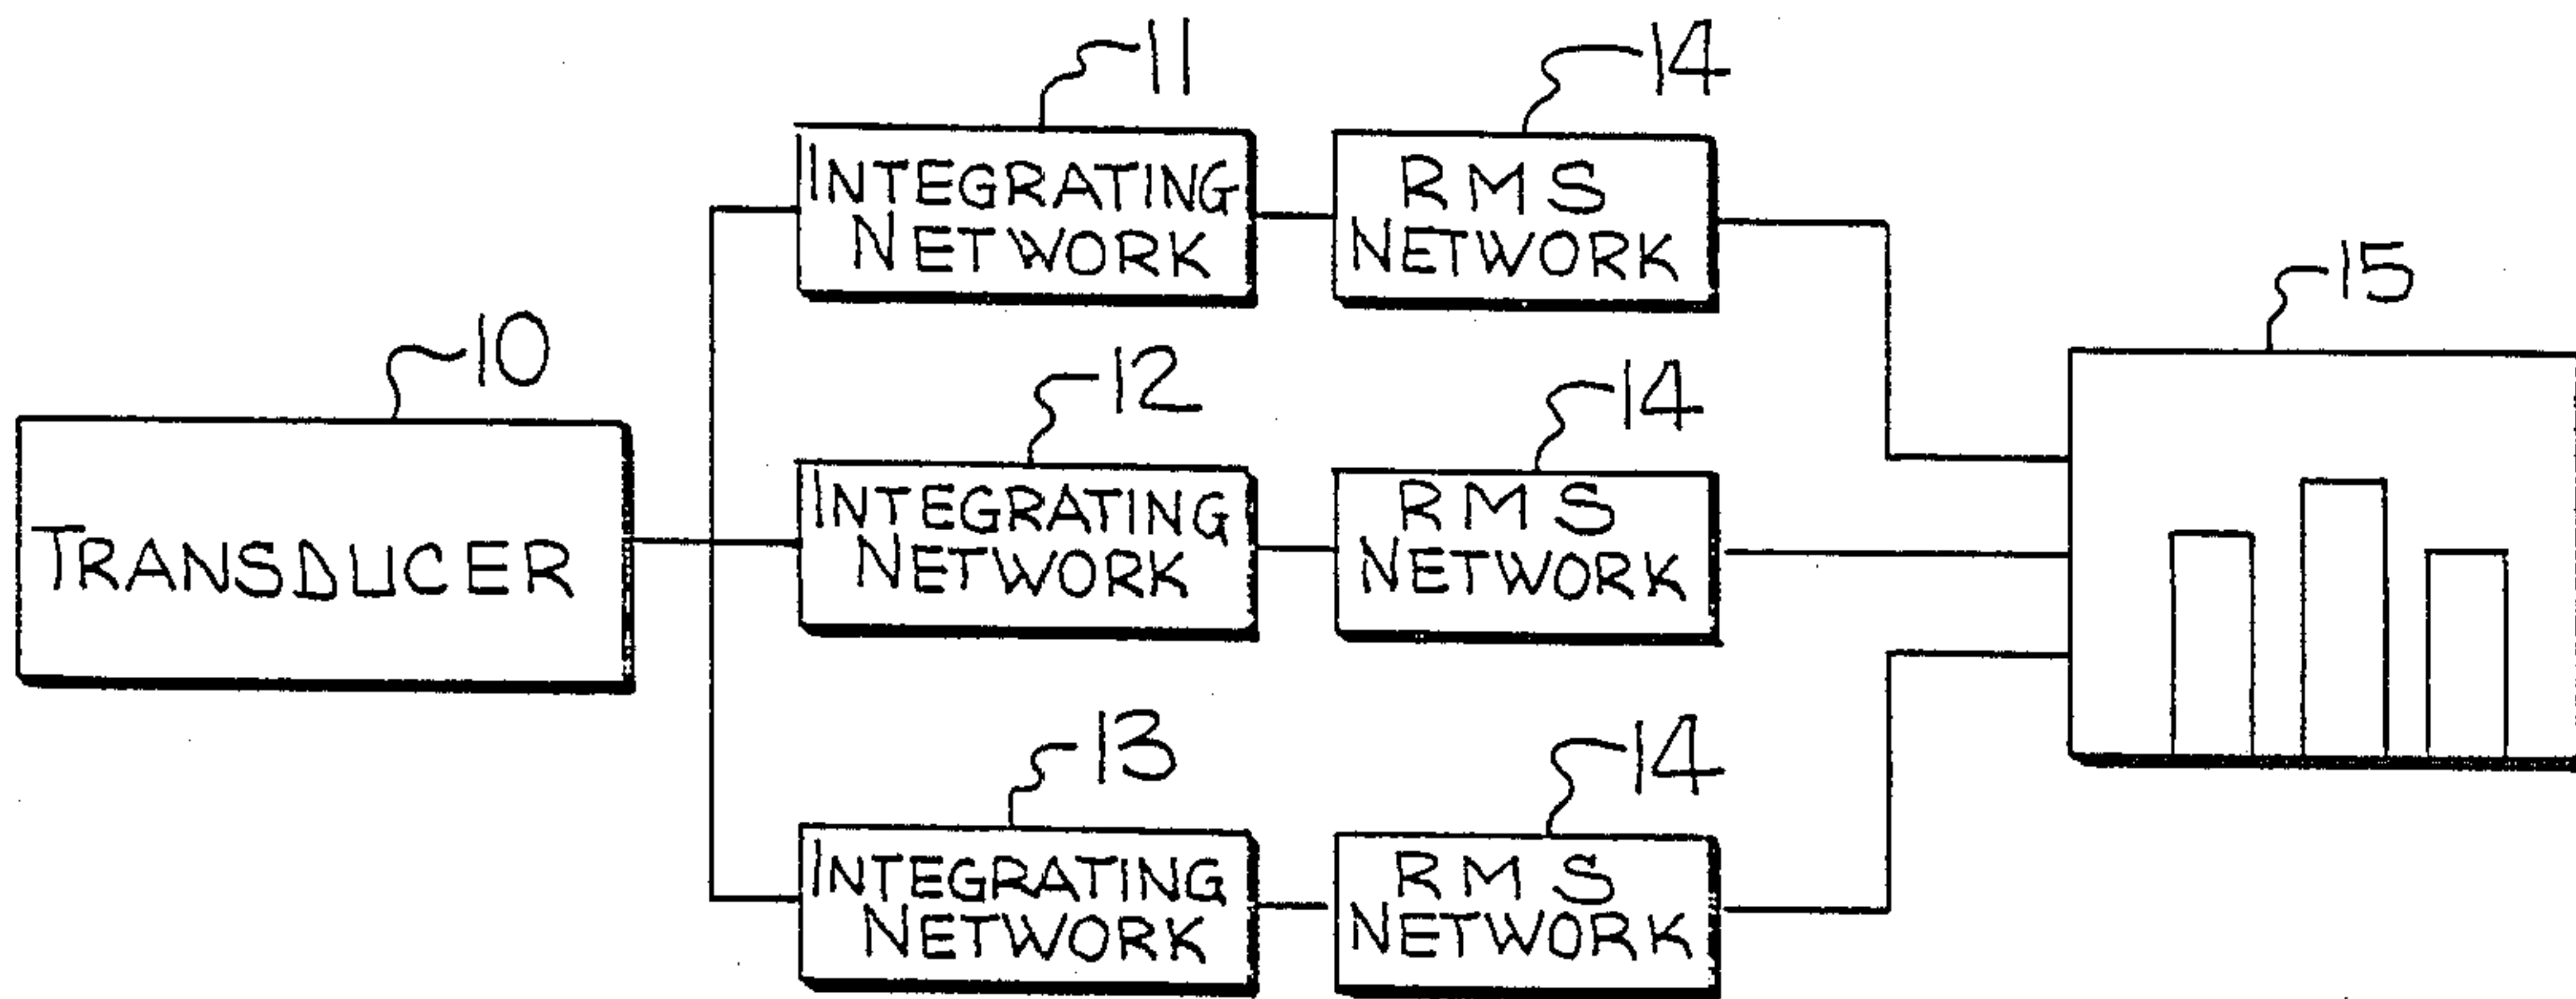 11
14
INTEGRATING
NETWORK
RMS
NETWORK
15
10
TRANSDUCER
12
14
INTEGRATING
NETWORK
RMS
NETWORK
13
14
INTEGRATING
NETWORK
RMS
NETWORK